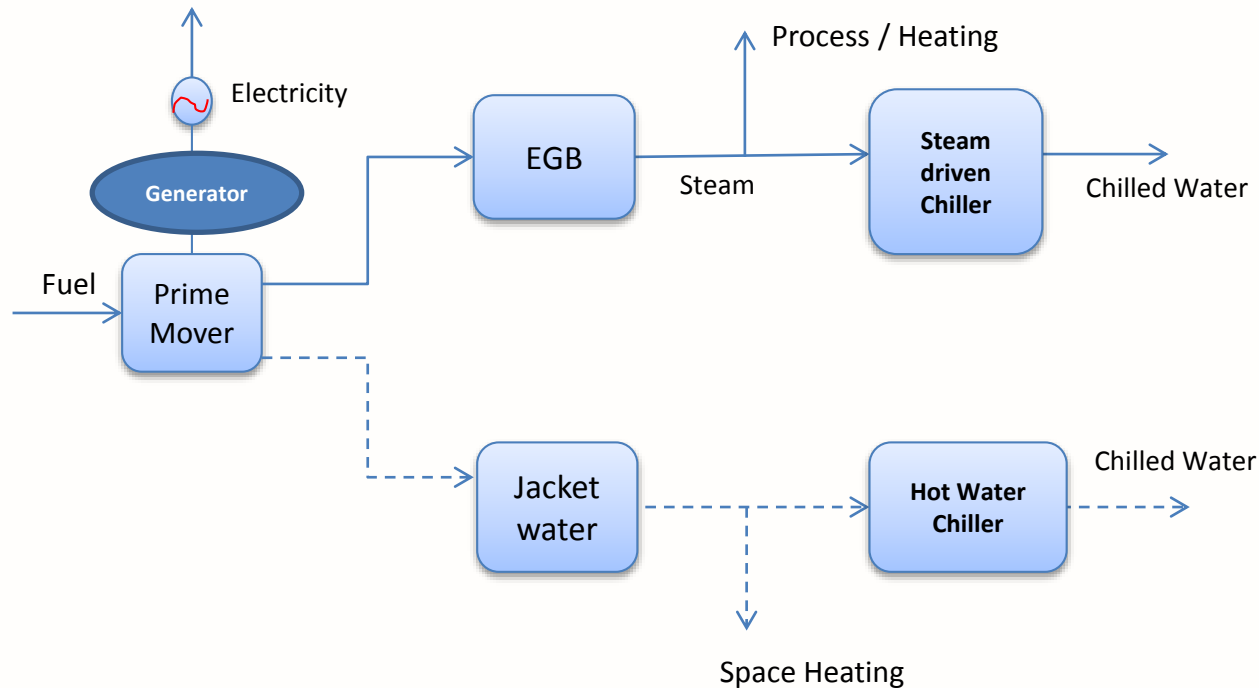 Process / Heating
Electricity
EGB
Steam
driven
Chiller
Steam
Chilled Water
Generator
Fuel
Prime
Mover
Chilled Water
Jacket
water
Hot Water
Chiller
Space Heating